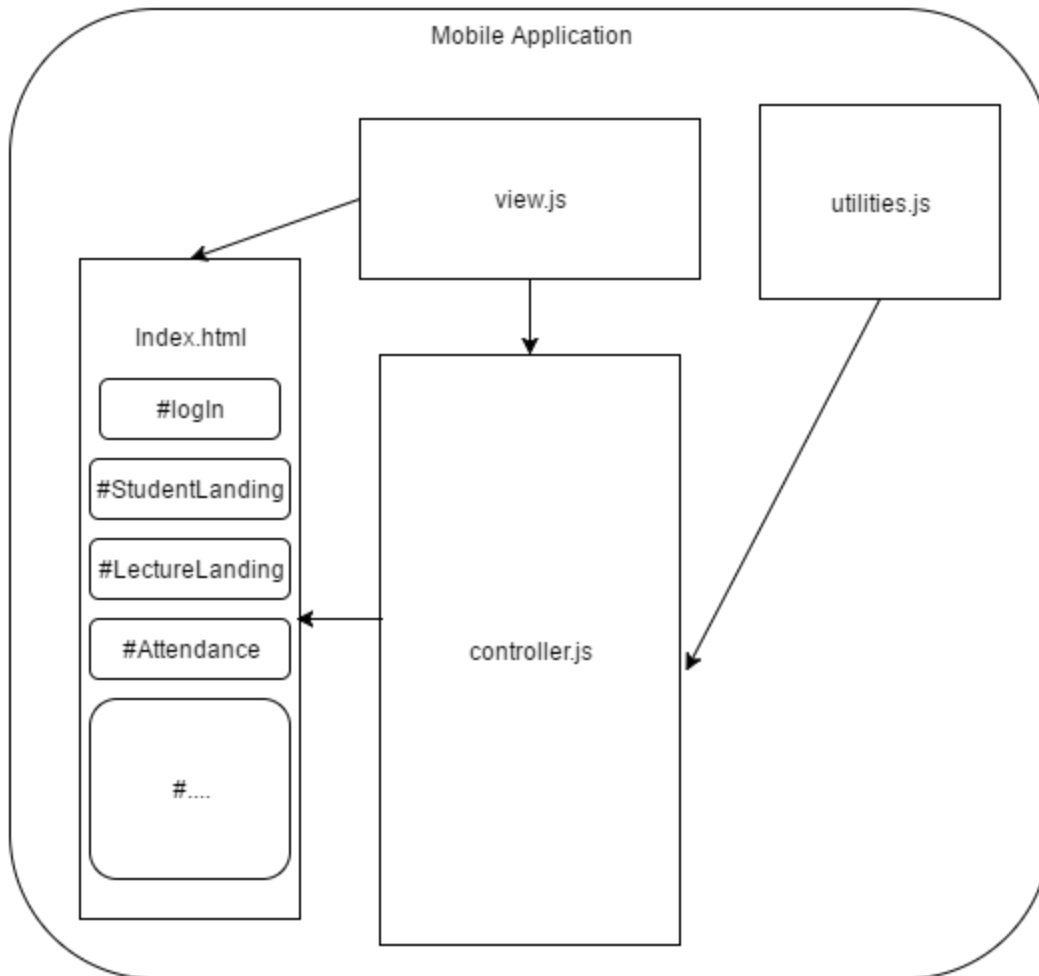 Mobile Application
view.js
utilities.js
Index.html
#logIn
#StudentLanding
#LectureLanding
#Attendance
#....
controller.js